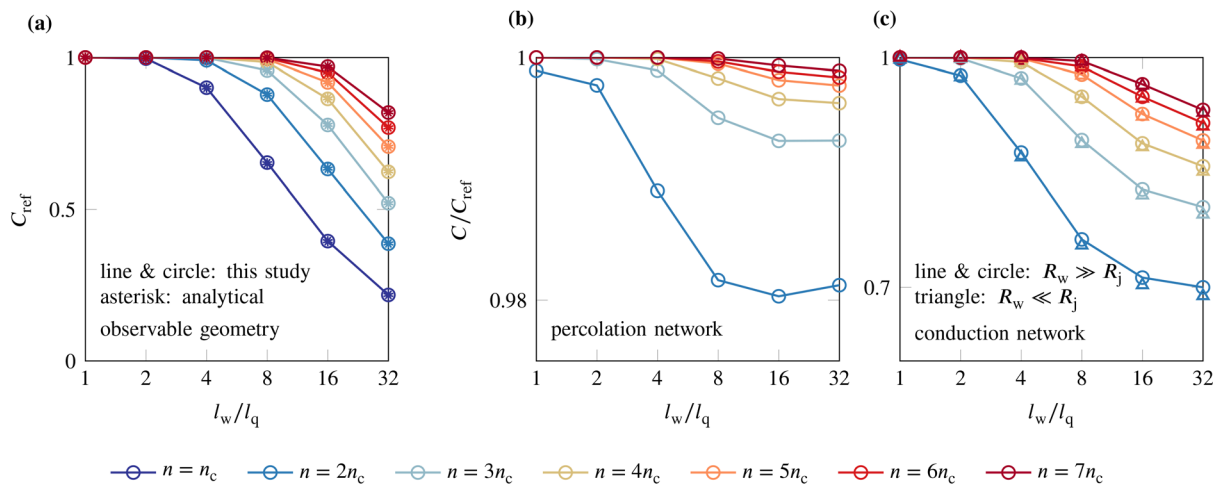 (a)
(b)
(c)
1
0.5
0
C_ref
line & circle: this study
asterisk: analytical
observable geometry
1 2 4 8 16 32
l_w/l_q
1
0.98
C/C_ref
percolation network
1 2 4 8 16 32
l_w/l_q
1
0.7
line & circle: R_w ≫ R_j
triangle: R_w ≪ R_j
conduction network
1 2 4 8 16 32
l_w/l_q
n = n_c n = 2n_c n = 3n_c n = 4n_c n = 5n_c n = 6n_c n = 7n_c